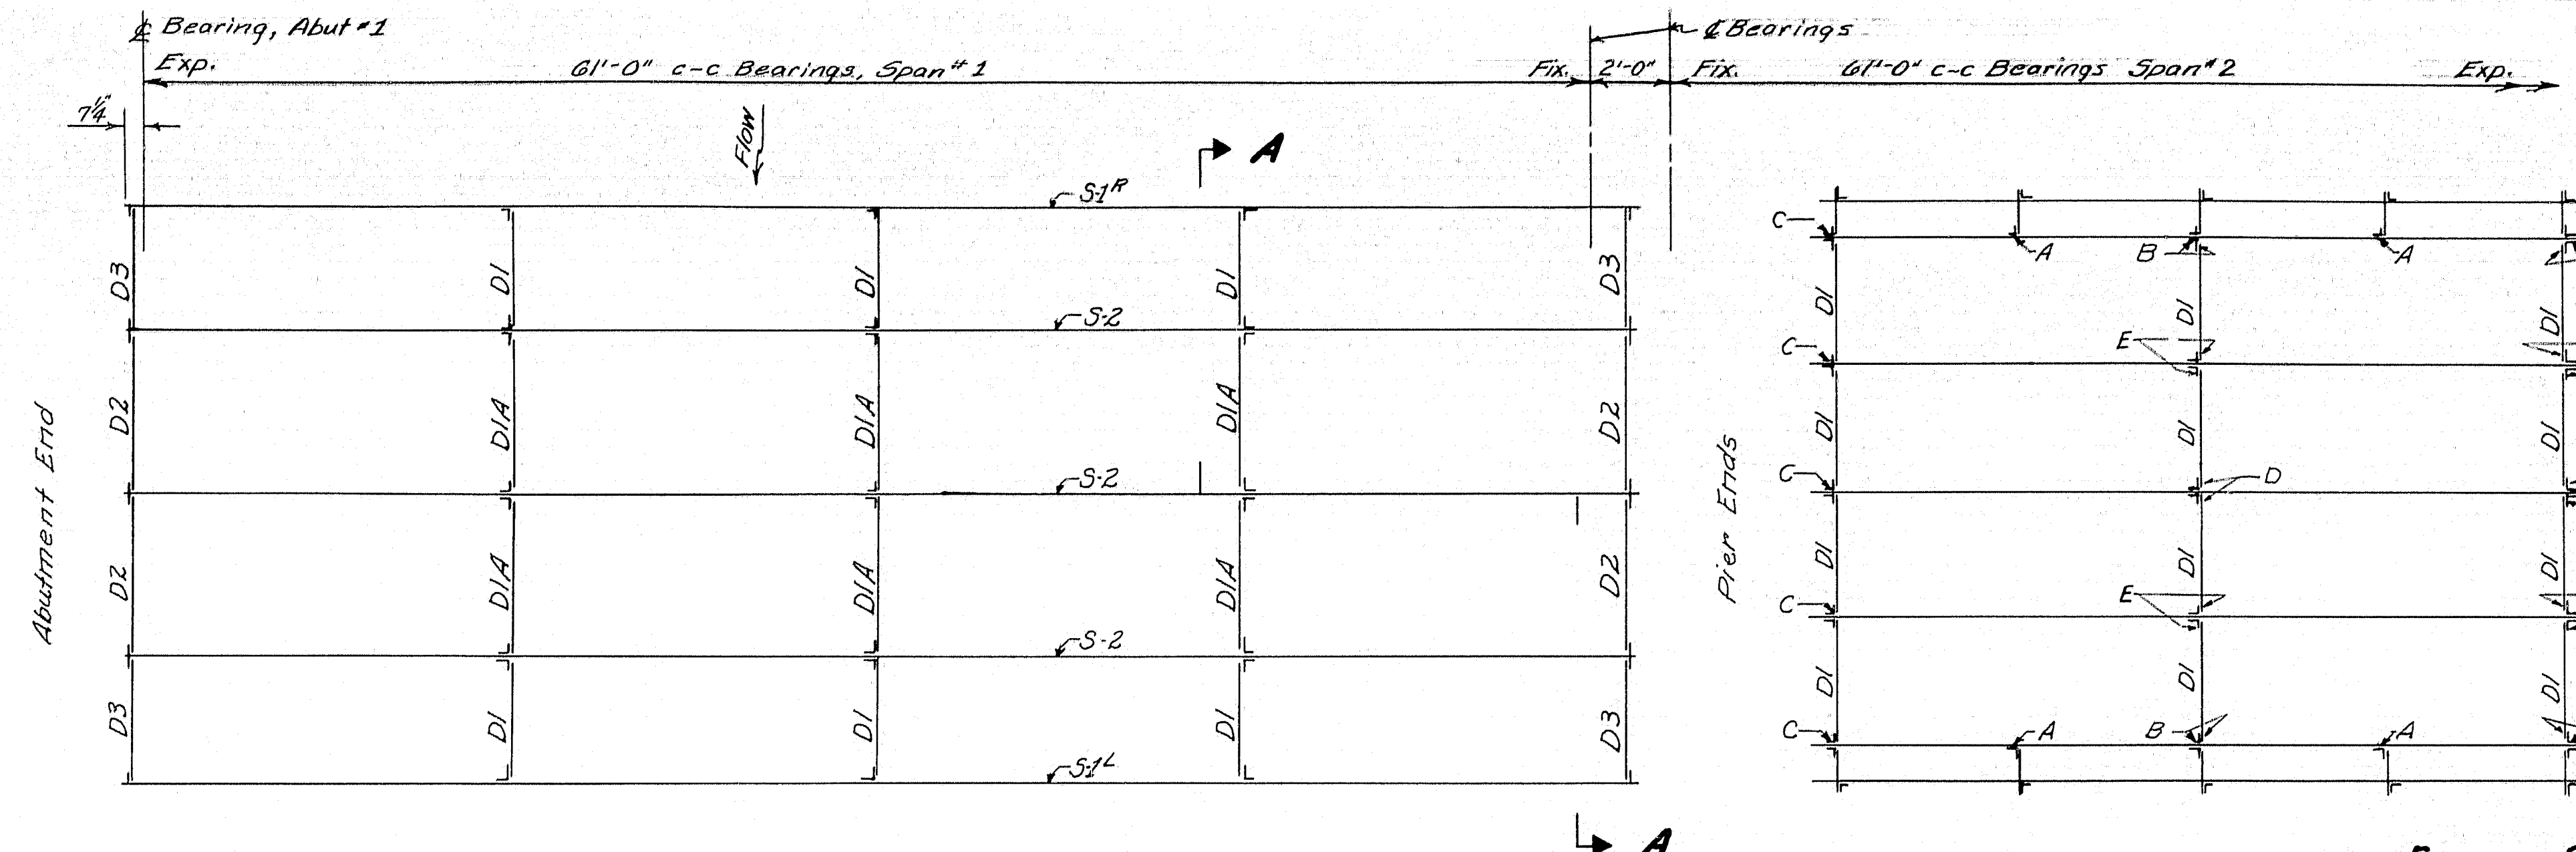 ℄ Bearing, Abut #1
℄ Bearings
Exp.
61'-0" c-c Bearings, Span #1
Fix.
2'-0"
Fix.
61'-0" c-c Bearings Span #2
Exp.
7¼"
Flow
A
S-1R
C
A
B
A
D3
D1
D1
D1
D3
D1
D1
D1
S-2
C
E
D2
D1A
D1A
D1A
D2
D1
D1
D1
Abutment End
Pier Ends
S-2
C
D
D2
D1A
D1A
D1A
D2
D1
D1
D1
C
E
S-2
D3
D1
D1
D1
D3
D1
D1
D1
C
A
B
A
S-1L
A